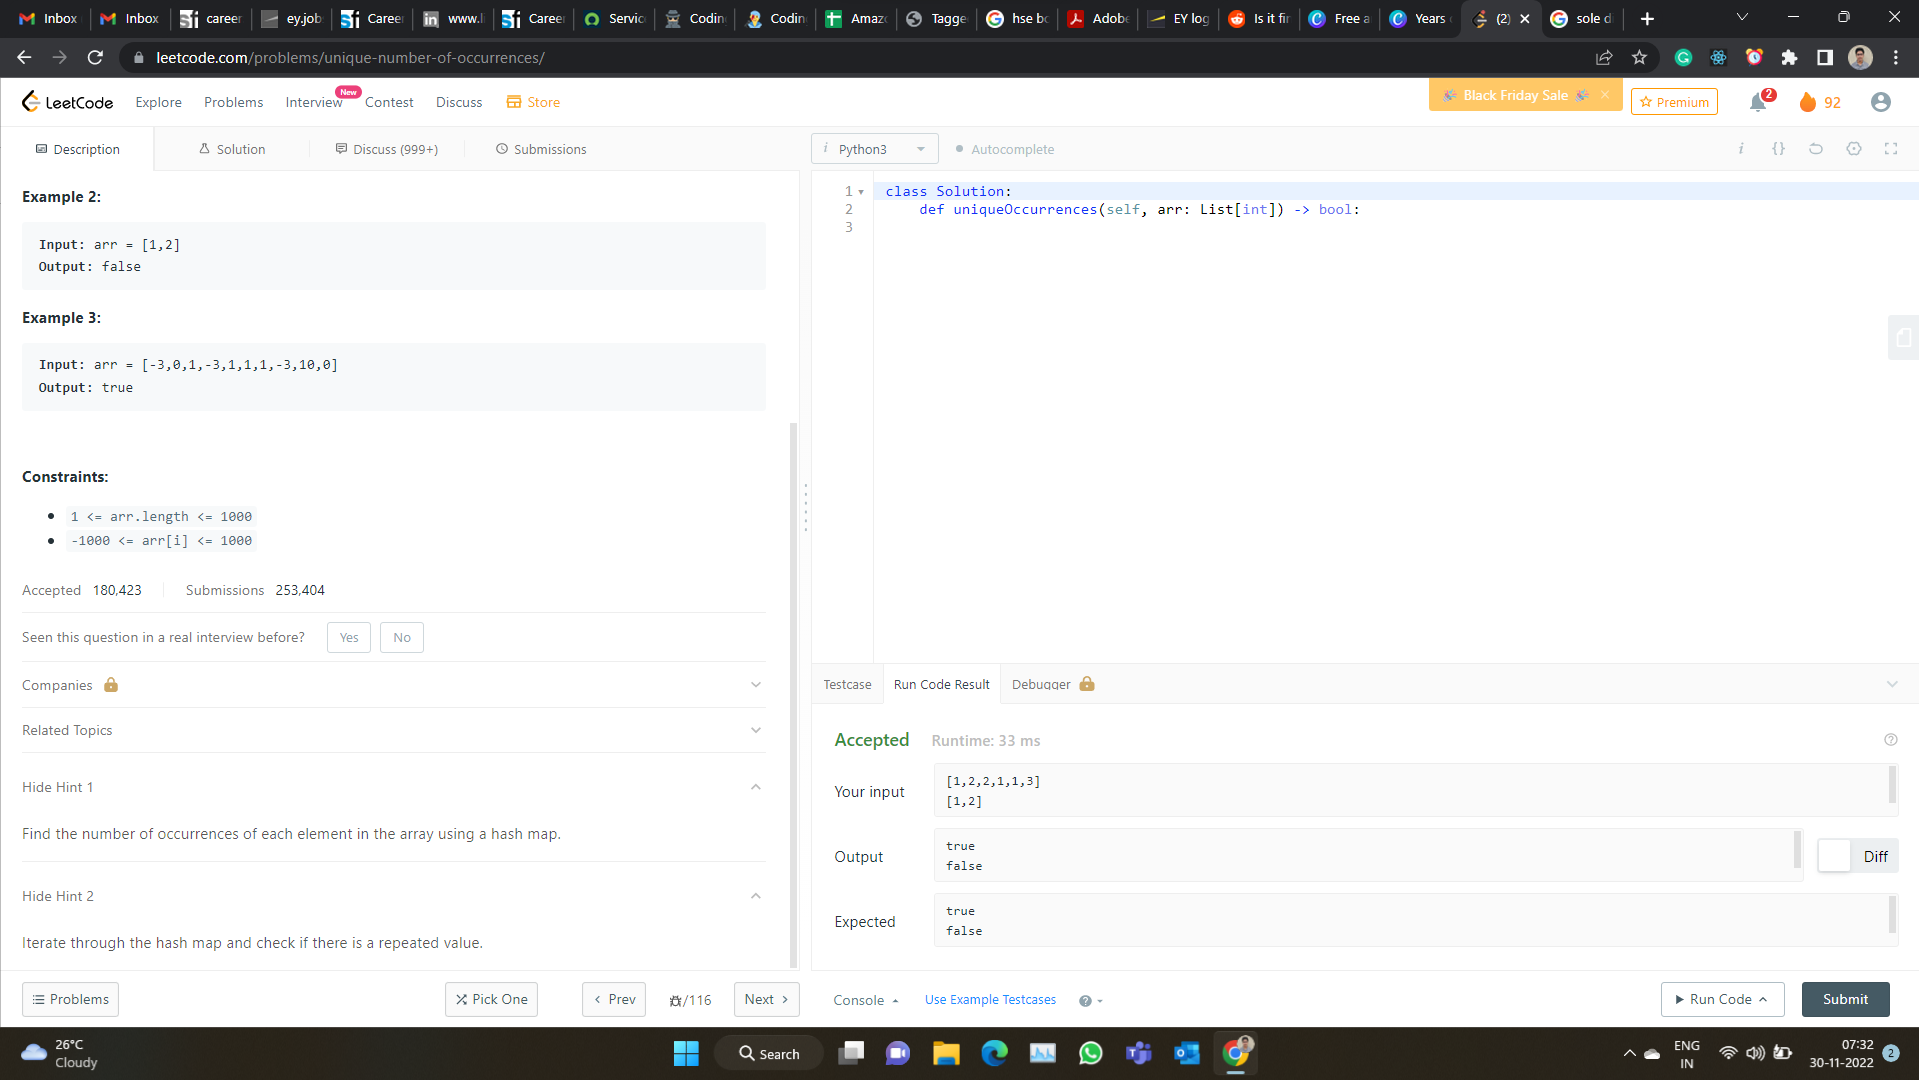 Inbox
Inbox
career
ey.job
Career
www.li
Career
Servic
Coding
Coding
Amaz
Tagge
hse bo
Adobe
EY log
Is it fir
Free a
Years
(2)
sole d
leetcode.com/problems/unique-number-of-occurrences/
LeetCode
Explore
Problems
Interview
New
Contest
Discuss
Store
Black Friday Sale
Premium
2
92
Description
Solution
Discuss (999+)
Submissions
i Python3
Autocomplete
i {}
Example 2:
Input: arr = [1,2]
Output: false
Example 3:
Input: arr = [-3,0,1,-3,1,1,1,-3,10,0]
Output: true
Constraints:
1 <= arr.length <= 1000
-1000 <= arr[i] <= 1000
Accepted 180,423 Submissions 253,404
Seen this question in a real interview before? Yes No
Companies
Related Topics
Hide Hint 1
Find the number of occurrences of each element in the array using a hash map.
Hide Hint 2
Iterate through the hash map and check if there is a repeated value.
Problems
Pick One
Prev
/116
Next
1 class Solution:
2 def uniqueOccurrences(self, arr: List[int]) -> bool:
3
Testcase
Run Code Result
Debugger
Accepted Runtime: 33 ms
Your input
[1,2,2,1,1,3]
[1,2]
Output
true
false
Diff
Expected
true
false
Console
Use Example Testcases
Run Code
Submit
26°C
Cloudy
Search
ENG
IN
07:32
30-11-2022
2